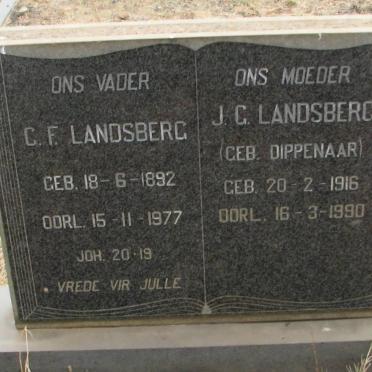 ONS VADER
C. F. LANDSBERG
GEB. 18-6-1892
OORL. 15-11-1977
JOH. 20-19
VREDE VIR JULLE
ONS MOEDER
J. C. LANDSBERG
(GEB. DIPPENAAR)
GEB. 20-2-1916
OORL. 16-3-1990